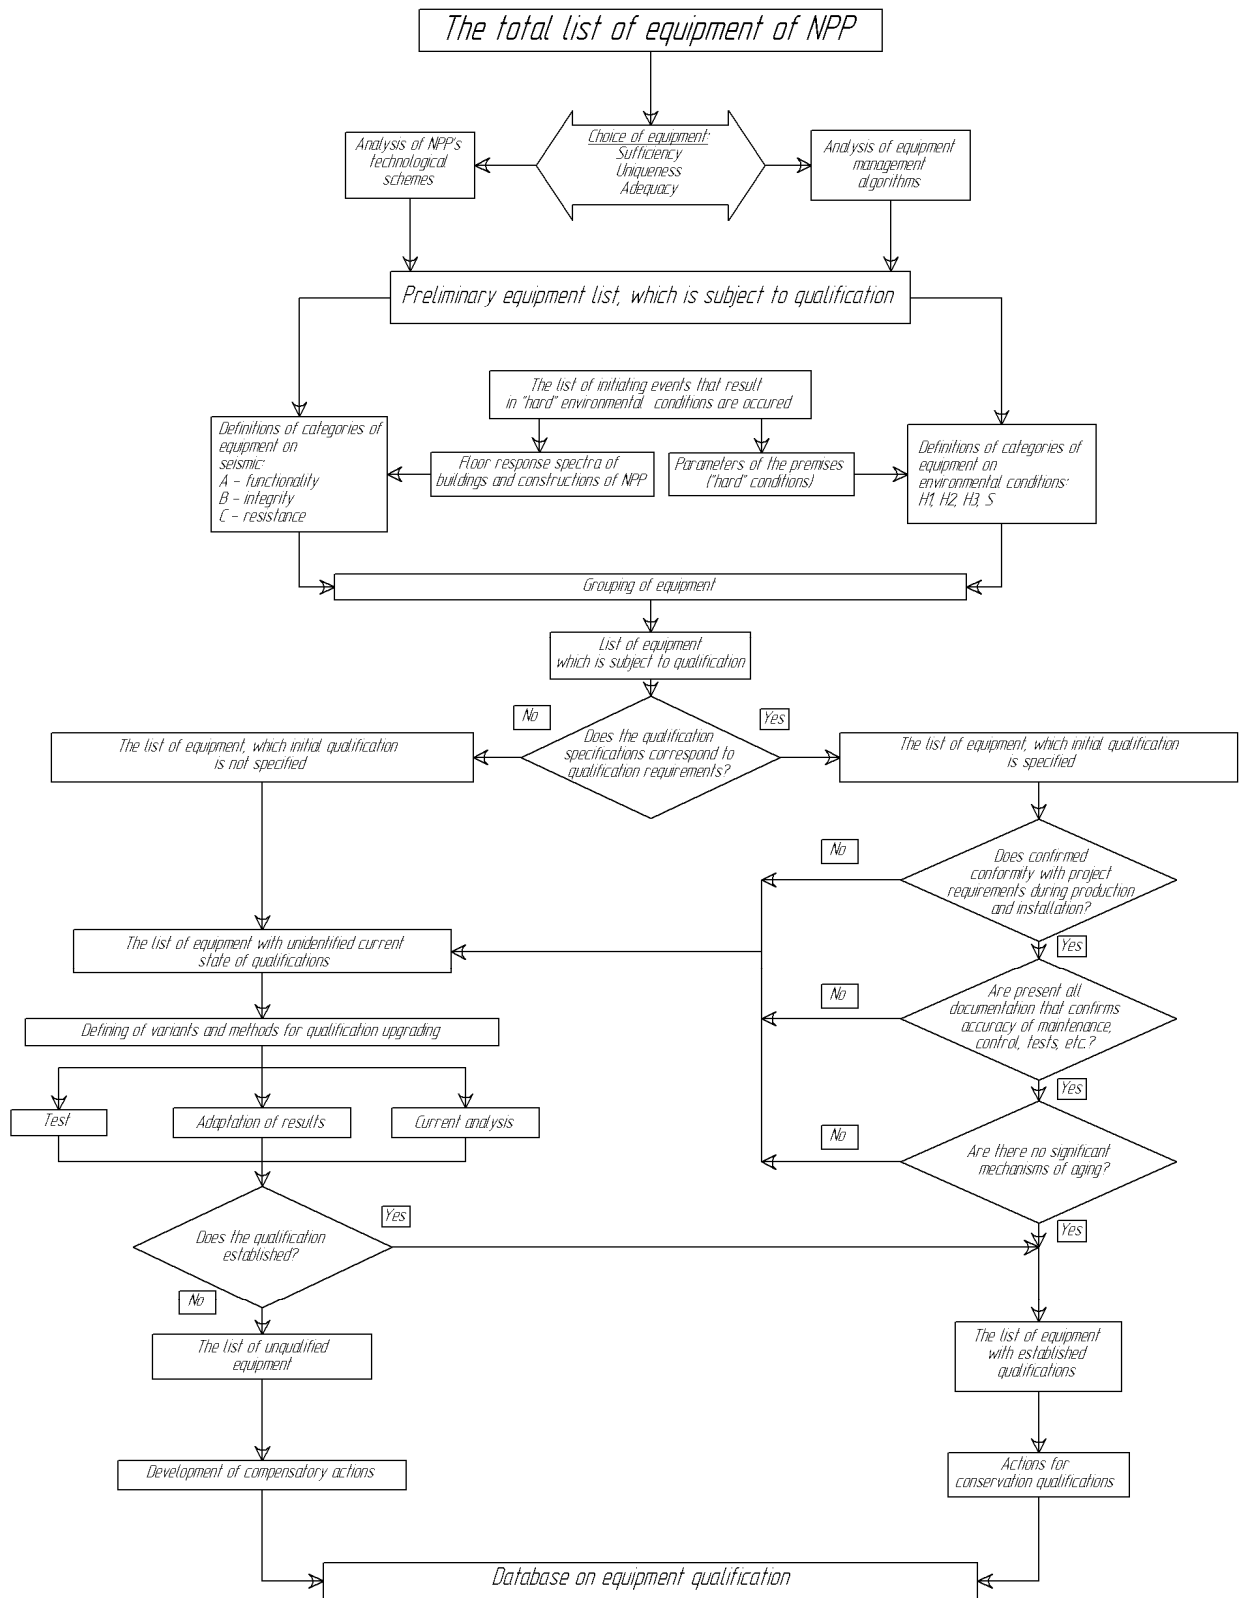 The total list of equipment of NPP
Analysis of NPP's
technological
schemes
Choice of equipment:
Sufficiency
Uniqueness
Adequacy
Analysis of equipment
management
algorithms
Preliminary equipment list, which is subject to qualification
The list of initiating events that result
in "hard" environmental conditions are occured
Definitions of categories of
equipment on
seismic:
A - functionality
B - integrity
C - resistance
Floor response spectra of
buildings and constructions of NPP
Parameters of the premises
("hard" conditions)
Definitions of categories of
equipment on
environmental conditions:
H1, H2, H3, S
Grouping of equipment
List of equipment
which is subject to qualification
No
Yes
Does the qualification
specifications correspond to
qualification requirements?
The list of equipment, which initial qualification
is not specified
The list of equipment, which initial qualification
is specified
No
Does confirmed
conformity with project
requirements during production
and installation?
Yes
The list of equipment with unidentified current
state of qualifications
No
Are present all
documentation that confirms
accuracy of maintenance,
control, tests, etc.?
Defining of variants and methods for qualification upgrading
Yes
Test
Adaptation of results
Current analysis
No
Are there no significant
mechanisms of aging?
Yes
Yes
Does the qualification
established?
No
The list of unqualified
equipment
The list of equipment
with established
qualifications
Development of compensatory actions
Actions for
conservation qualifications
Database on equipment qualification